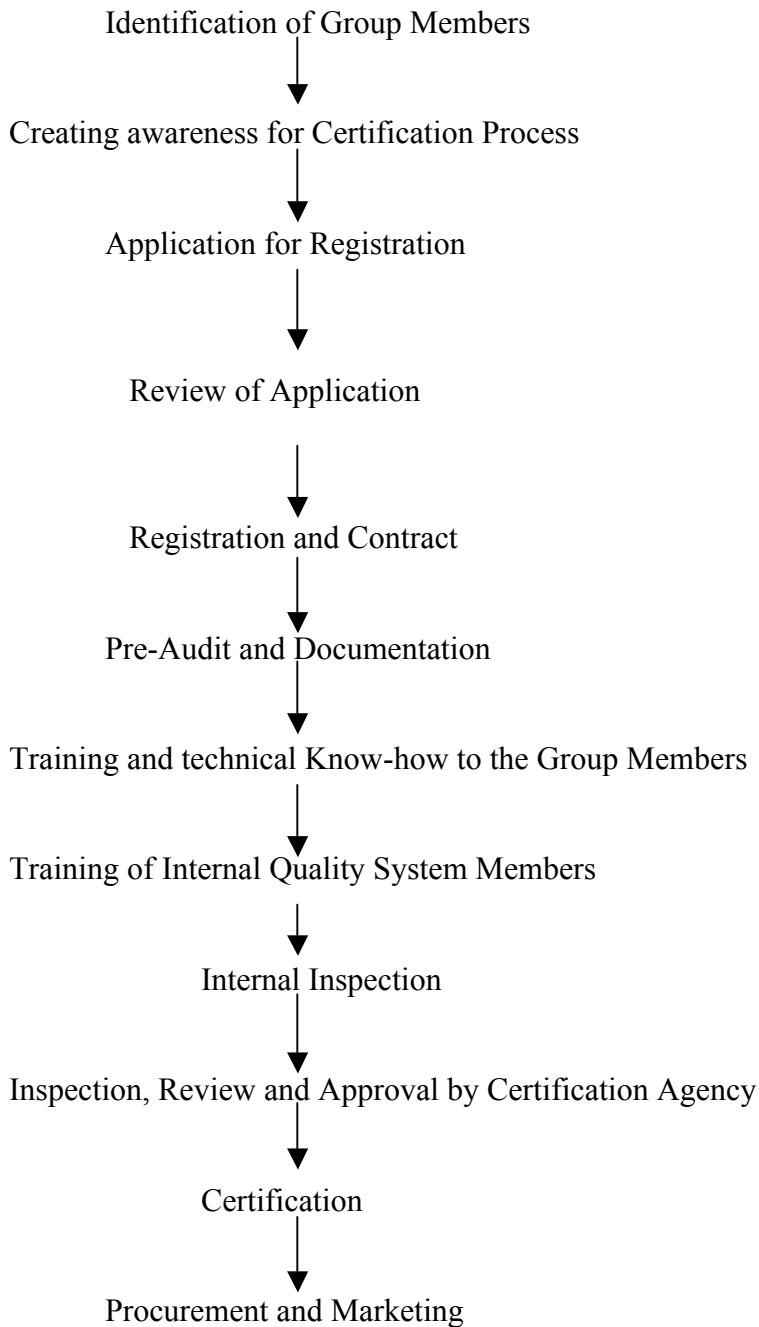 Identification of Group Members
Creating awareness for Certification Process
Application for Registration
Review of Application
Registration and Contract
Pre-Audit and Documentation
Training and technical Know-how to the Group Members
Training of Internal Quality System Members
Internal Inspection
Inspection, Review and Approval by Certification Agency
Certification
Procurement and Marketing